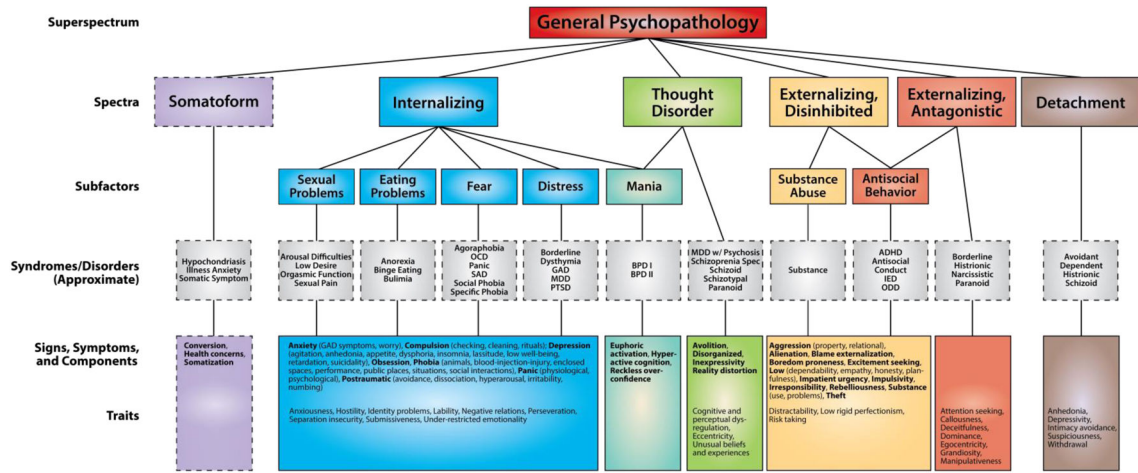 Superspectrum
General Psychopathology
Spectra
Somatoform
Internalizing
Thought
Disorder
Externalizing,
Disinhibited
Externalizing,
Antagonistic
Detachment
Subfactors
Sexual
Problems
Eating
Problems
Fear
Distress
Mania
Substance
Abuse
Antisocial
Behavior
Syndromes/Disorders
(Approximate)
Hypochondriasis
Illness Anxiety
Somatic Symptom
Arousal Difficulties
Low Desire
Orgasmic Function
Sexual Pain
Anorexia
Binge Eating
Bulimia
Agoraphobia
OCD
Panic
SAD
Social Phobia
Specific Phobia
Borderline
Dysthymia
GAD
MDD
PTSD
BPD I
BPD II
MDD w/ Psychosis
Schizoprenia Spec
Schizoid
Schizotypal
Paranoid
Substance
ADHD
Antisocial
Conduct
IED
ODD
Borderline
Histrionic
Narcissistic
Paranoid
Avoidant
Dependent
Histrionic
Schizoid
Signs, Symptoms,
and Components
Conversion,
Health concerns,
Somatization
Anxiety (GAD symptoms, worry), Compulsion (checking, cleaning, rituals); Depression
(agitation, anhedonia, appetite, dysphoria, insomnia, lassitude, low well-being,
retardation, suicidality), Obsession, Phobia (animals, blood-injection-injury, enclosed
spaces, performance, public places, situations, social interactions), Panic (physiological,
psychological), Postraumatic (avoidance, dissociation, hyperarousal, irritability,
numbing)
Euphoric
activation, Hyper-
active cognition,
Reckless over-
confidence
Avolition,
Disorganized,
Inexpressivity
Reality distortion
Aggression (property, relational),
Alienation, Blame externalization,
Boredom proneness, Excitement seeking,
Low (dependability, empathy, honesty, plan-
fulness), Impatient urgency, Impulsivity,
Irresponsibility, Rebelliousness, Substance
(use, problems), Theft
Traits
Anxiousness, Hostility, Identity problems, Lability, Negative relations, Perseveration,
Separation insecurity, Submissiveness, Under-restricted emotionality
Cognitive and
perceptual dys-
regulation,
Eccentricity,
Unusual beliefs
and experiences
Distractability, Low rigid perfectionism,
Risk taking
Attention seeking,
Callousness,
Deceitfulness,
Dominance,
Egocentricity,
Grandiosity,
Manipulativeness
Anhedonia,
Depressivity,
Intimacy avoidance,
Suspiciousness,
Withdrawal